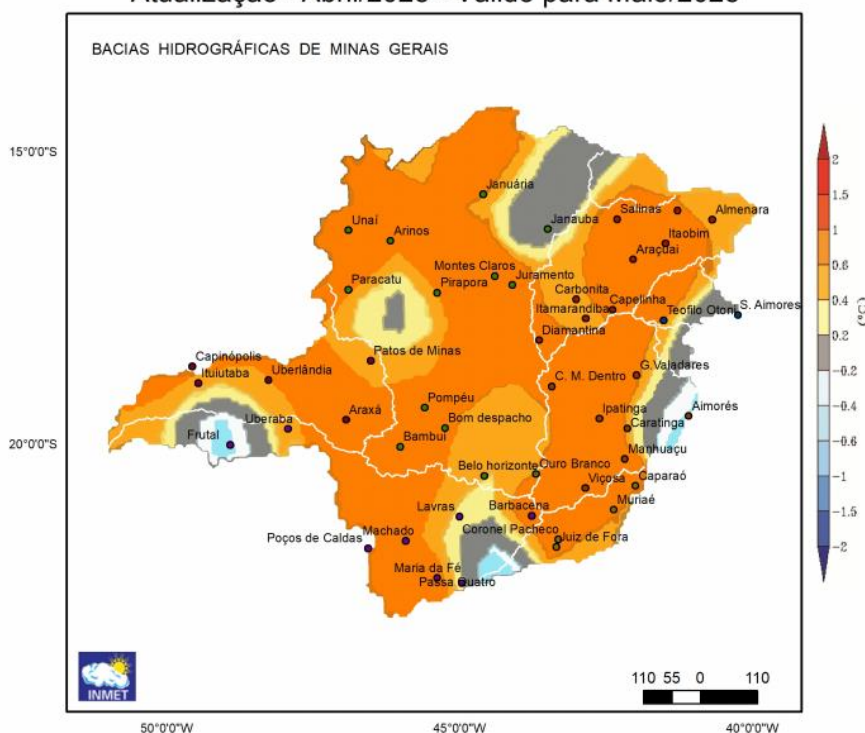 BACIAS HIDROGRÁFICAS DE MINAS GERAIS
15°0'0"S
20°0'0"S
Januária
Janauba
Salinas
Almenara
Unaí
Arinos
Itaobim
Araçuai
Montes Claros
Juramento
Paracatu
Pirapora
Carbonita
Capelinha
Itamarandiba
Teofilo Otoni
S. Aimores
Diamantina
Capinópolis
Patos de Minas
Ituiutaba
Uberlândia
C. M. Dentro
G.Valadares
Pompéu
Araxá
Bom despacho
Ipatinga
Aimorés
Uberaba
Caratinga
Frutal
Bambui
Manhuaçu
Belo horizonte
Ouro Branco
Viçosa
Caparaó
Lavras
Barbacena
Muriaé
Coronel Pacheco
Poços de Caldas
Machado
Juiz de Fora
Maria da Fé
Passa Quatro
2
1.5
1
0.6
0.4
0.2
-0.2
-0.4
-0.6
-1
-1.5
-2
(°C)
INMET
110 55 0 110
50°0'0"W
45°0'0"W
40°0'0"W